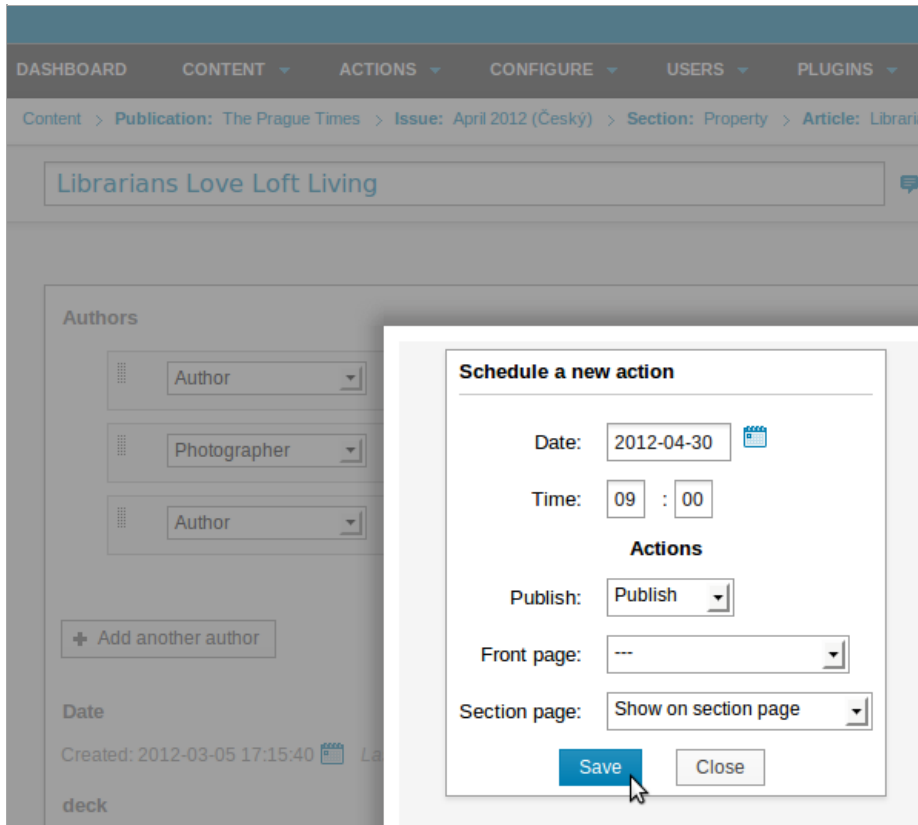 DASHBOARD CONTENT ACTIONS CONFIGURE USERS PLUGINS
Content > Publication: The Prague Times > Issue: April 2012 (Český) > Section: Property > Article:
Librarians Love Loft Living
Authors
Author
Photographer
Author
+ Add another author
Date
Created: 2012-03-05 17:15:40
deck
Schedule a new action
Date: 2012-04-30
Time: 09 : 00
Actions
Publish: Publish
Front page: ---
Section page: Show on section page
Save Close